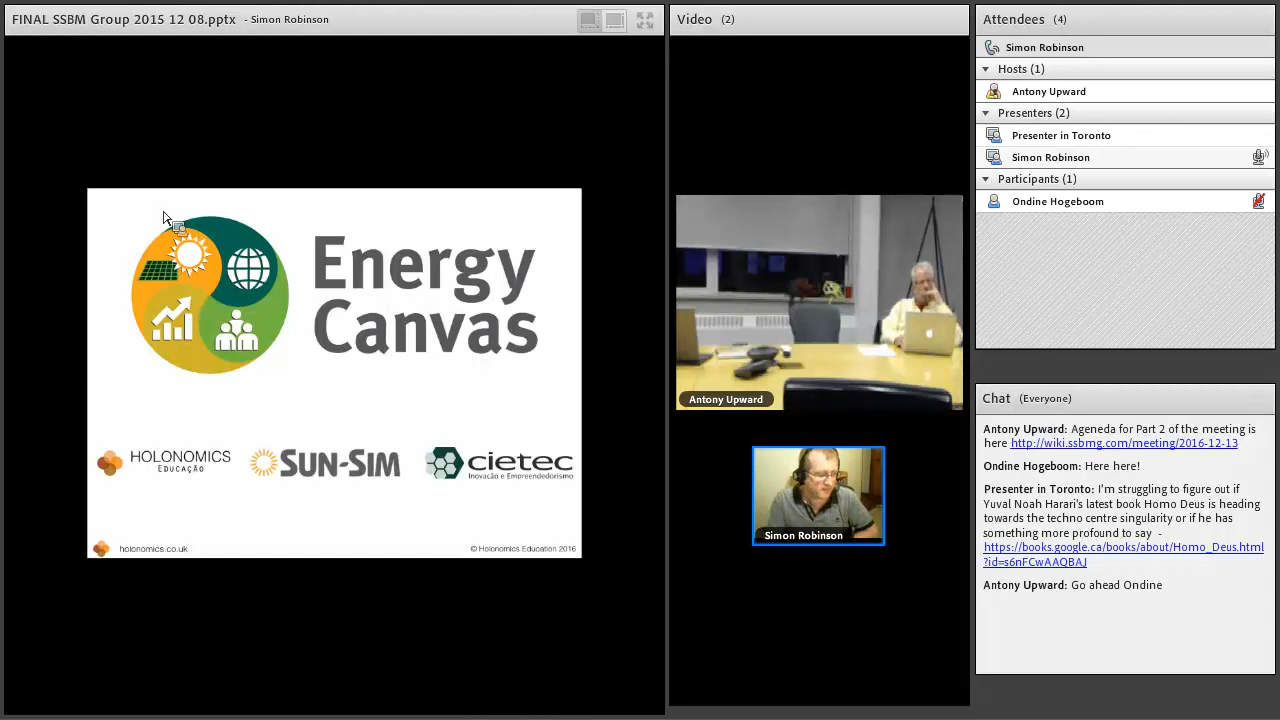 FINAL SSBM Group 2015 12 08.pptx - Simon Robinson
Energy
Canvas
HOLONOMICS
EDUCAÇÃO
SUN-SIM
cietec
Inovação e Empreendedorismo
holonomics.co.uk
© Holonomics Education 2016
Video (2)
Antony Upward
Simon Robinson
Attendees (4)
Simon Robinson
Hosts (1)
Antony Upward
Presenters (2)
Presenter in Toronto
Simon Robinson
Participants (1)
Ondine Hogeboom
Chat (Everyone)
Antony Upward: Ageneda for Part 2 of the meeting is
here http://wiki.ssbmg.com/meeting/2016-12-13
Ondine Hogeboom: Here here!
Presenter in Toronto: I'm struggling to figure out if
Yuval Noah Harari's latest book Homo Deus is heading
towards the techno centre singularity or if he has
something more profound to say -
https://books.google.ca/books/about/Homo_Deus.html
?id=s6nFCwAAQBAJ
Antony Upward: Go ahead Ondine